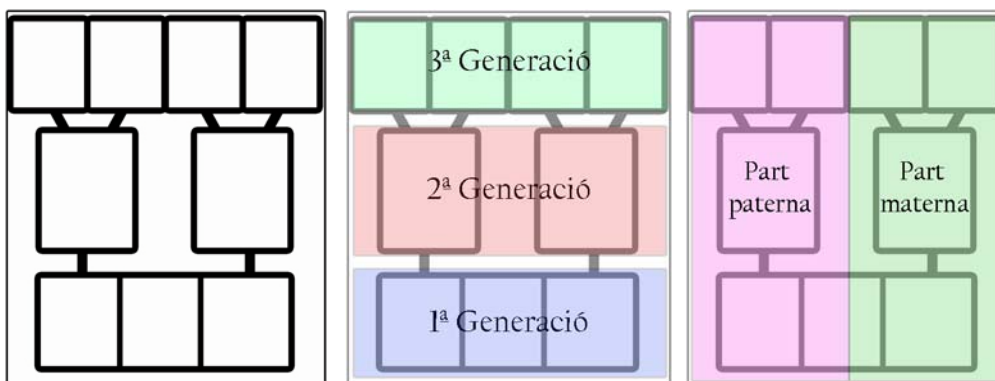 3ª Generació
2ª Generació
1ª Generació
Part
paterna
Part
materna